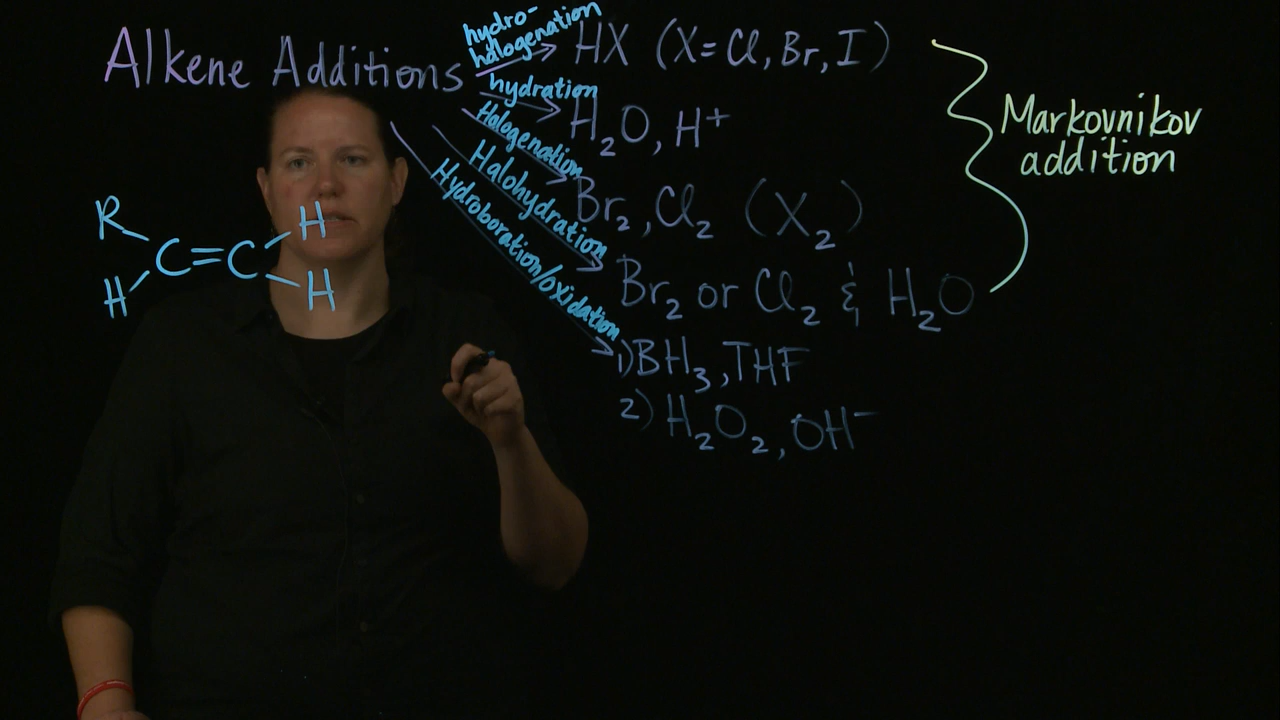 Alkene Additions
hydro-
halogenation
HX (X=Cl, Br, I)
hydration
H₂O, H⁺
Halogenation
Br₂, Cl₂ (X₂)
Halohydration
Br₂ or Cl₂ & H₂O
Hydroboration/oxidation
1) BH₃, THF
2) H₂O₂, OH⁻
Markovnikov
addition
R H
C=C
H H